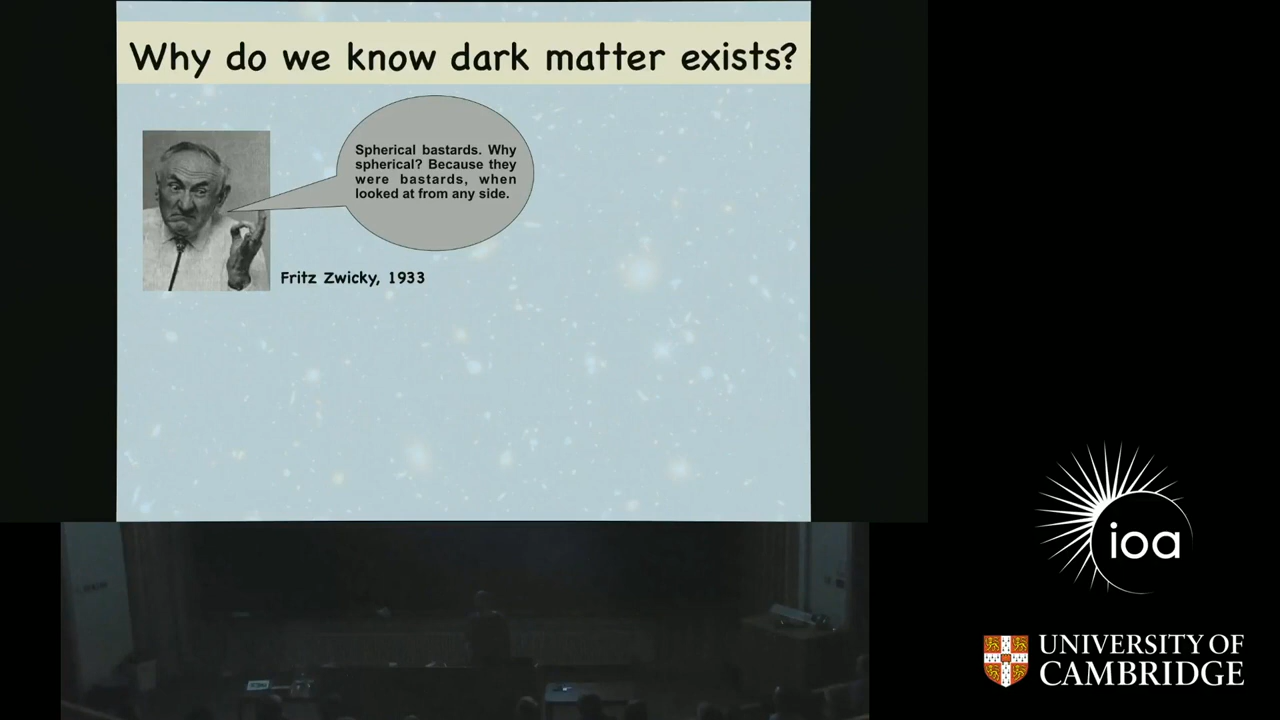 Why do we know dark matter exists?
Spherical bastards. Why
spherical? Because they
were bastards, when
looked at from any side.
Fritz Zwicky, 1933
ioa
UNIVERSITY OF
CAMBRIDGE